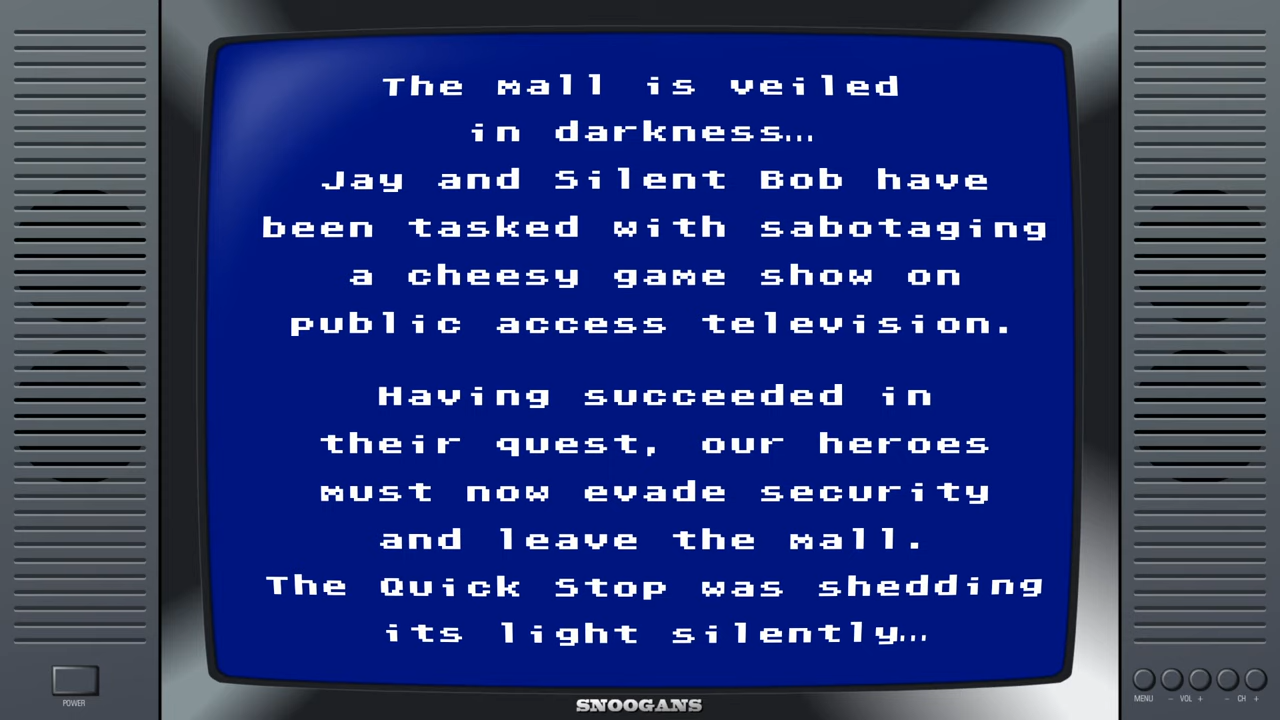 The mall is veiled
in darkness...
Jay and Silent Bob have
been tasked with sabotaging
a cheesy game show on
public access television.
Having succeeded in
their quest, our heroes
must now evade security
and leave the mall.
The Quick Stop was shedding
its light silently...
POWER
SNOOGANS
MENU - VOL + - CH +